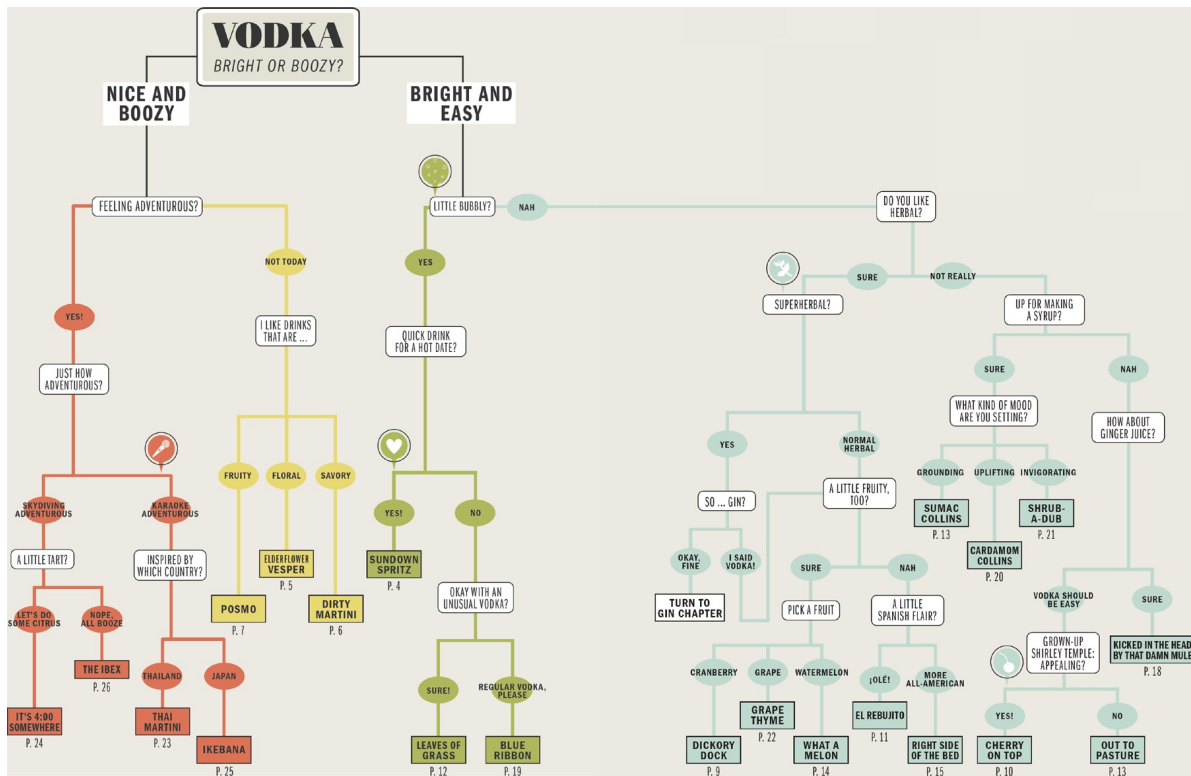 VODKA
BRIGHT OR BOOZY?
NICE AND
BOOZY
BRIGHT AND
EASY
FEELING ADVENTUROUS?
LITTLE BUBBLY?
NAH
DO YOU LIKE
HERBAL?
NOT TODAY
YES
SURE
NOT REALLY
YES!
I LIKE DRINKS
THAT ARE ...
QUICK DRINK
FOR A HOT DATE?
SUPERHERBAL?
UP FOR MAKING
A SYRUP?
JUST HOW
ADVENTUROUS?
SURE
NAH
WHAT KIND OF MOOD
ARE YOU SETTING?
HOW ABOUT
GINGER JUICE?
FRUITY
FLORAL
SAVORY
YES
NORMAL
HERBAL
GROUNDING
UPLIFTING
INVIGORATING
SKYDIVING
ADVENTUROUS
KARAOKE
ADVENTUROUS
YES!
NO
SO ... GIN?
A LITTLE FRUITY,
TOO?
SUMAC
COLLINS
P. 13
SHRUB-
A-DUB
P. 21
A LITTLE TART?
INSPIRED BY
WHICH COUNTRY?
ELDERFLOWER
VESPER
P. 5
SUNDOWN
SPRITZ
P. 4
OKAY,
FINE
I SAID
VODKA!
SURE
NAH
CARDAMOM
COLLINS
P. 20
POSMO
P. 7
DIRTY
MARTINI
P. 6
OKAY WITH AN
UNUSUAL VODKA?
TURN TO
GIN CHAPTER
PICK A FRUIT
A LITTLE
SPANISH FLAIR?
VODKA SHOULD
BE EASY
SURE
LET'S DO
SOME CITRUS
NOPE,
ALL BOOZE
GROWN-UP
SHIRLEY TEMPLE:
APPEALING?
KICKED IN THE HEAD
BY THAT DAMN MULE
P. 18
THE IBEX
P. 26
THAILAND
JAPAN
SURE!
REGULAR VODKA,
PLEASE
CRANBERRY
GRAPE
WATERMELON
¡OLÉ!
MORE
ALL-AMERICAN
IT'S 4:00
SOMEWHERE
P. 24
THAI
MARTINI
P. 23
GRAPE
THYME
P. 22
EL REBUJITO
P. 11
YES!
NO
IKEBANA
P. 25
LEAVES OF
GRASS
P. 12
BLUE
RIBBON
P. 19
DICKORY
DOCK
P. 9
WHAT A
MELON
P. 14
RIGHT SIDE
OF THE BED
P. 15
CHERRY
ON TOP
P. 10
OUT TO
PASTURE
P. 13